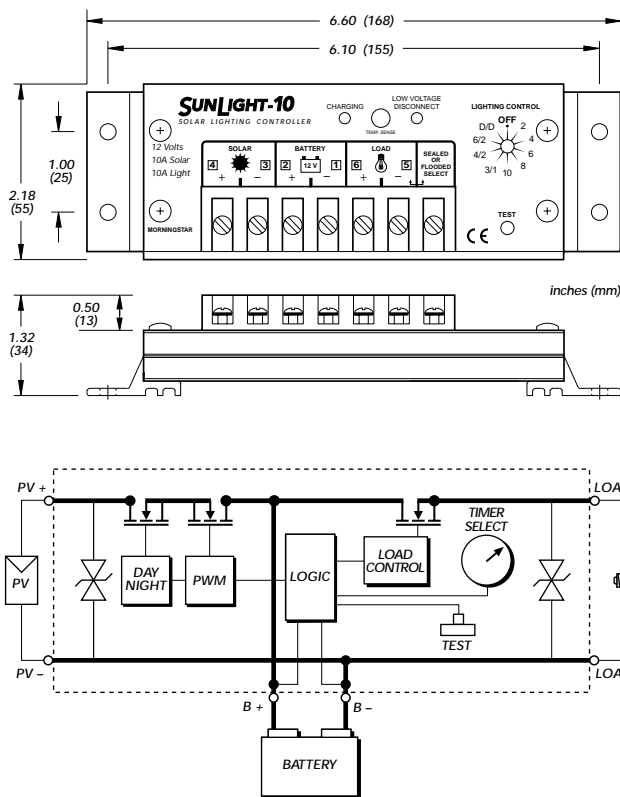 6.60 (168)
6.10 (155)
SUNLIGHT-10
SOLAR LIGHTING CONTROLLER
CHARGING
LOW VOLTAGE
DISCONNECT
TEMP. SENSE
LIGHTING CONTROL
OFF
D/D 2
6/2 4
4/2 6
3/1 10 8
12 Volts
10A Solar
10A Light
SOLAR
4 3
+ –
BATTERY
2 12 V 1
+ –
LOAD
6 5
+ –
SEALED
OR
FLOODED
SELECT
1.00
(25)
2.18
(55)
MORNINGSTAR
CE
TEST
inches (mm)
0.50
(13)
1.32
(34)
PV +
LOA
TIMER
SELECT
PV
DAY
NIGHT
PWM
LOGIC
LOAD
CONTROL
TEST
PV –
LOA
B +
B –
BATTERY